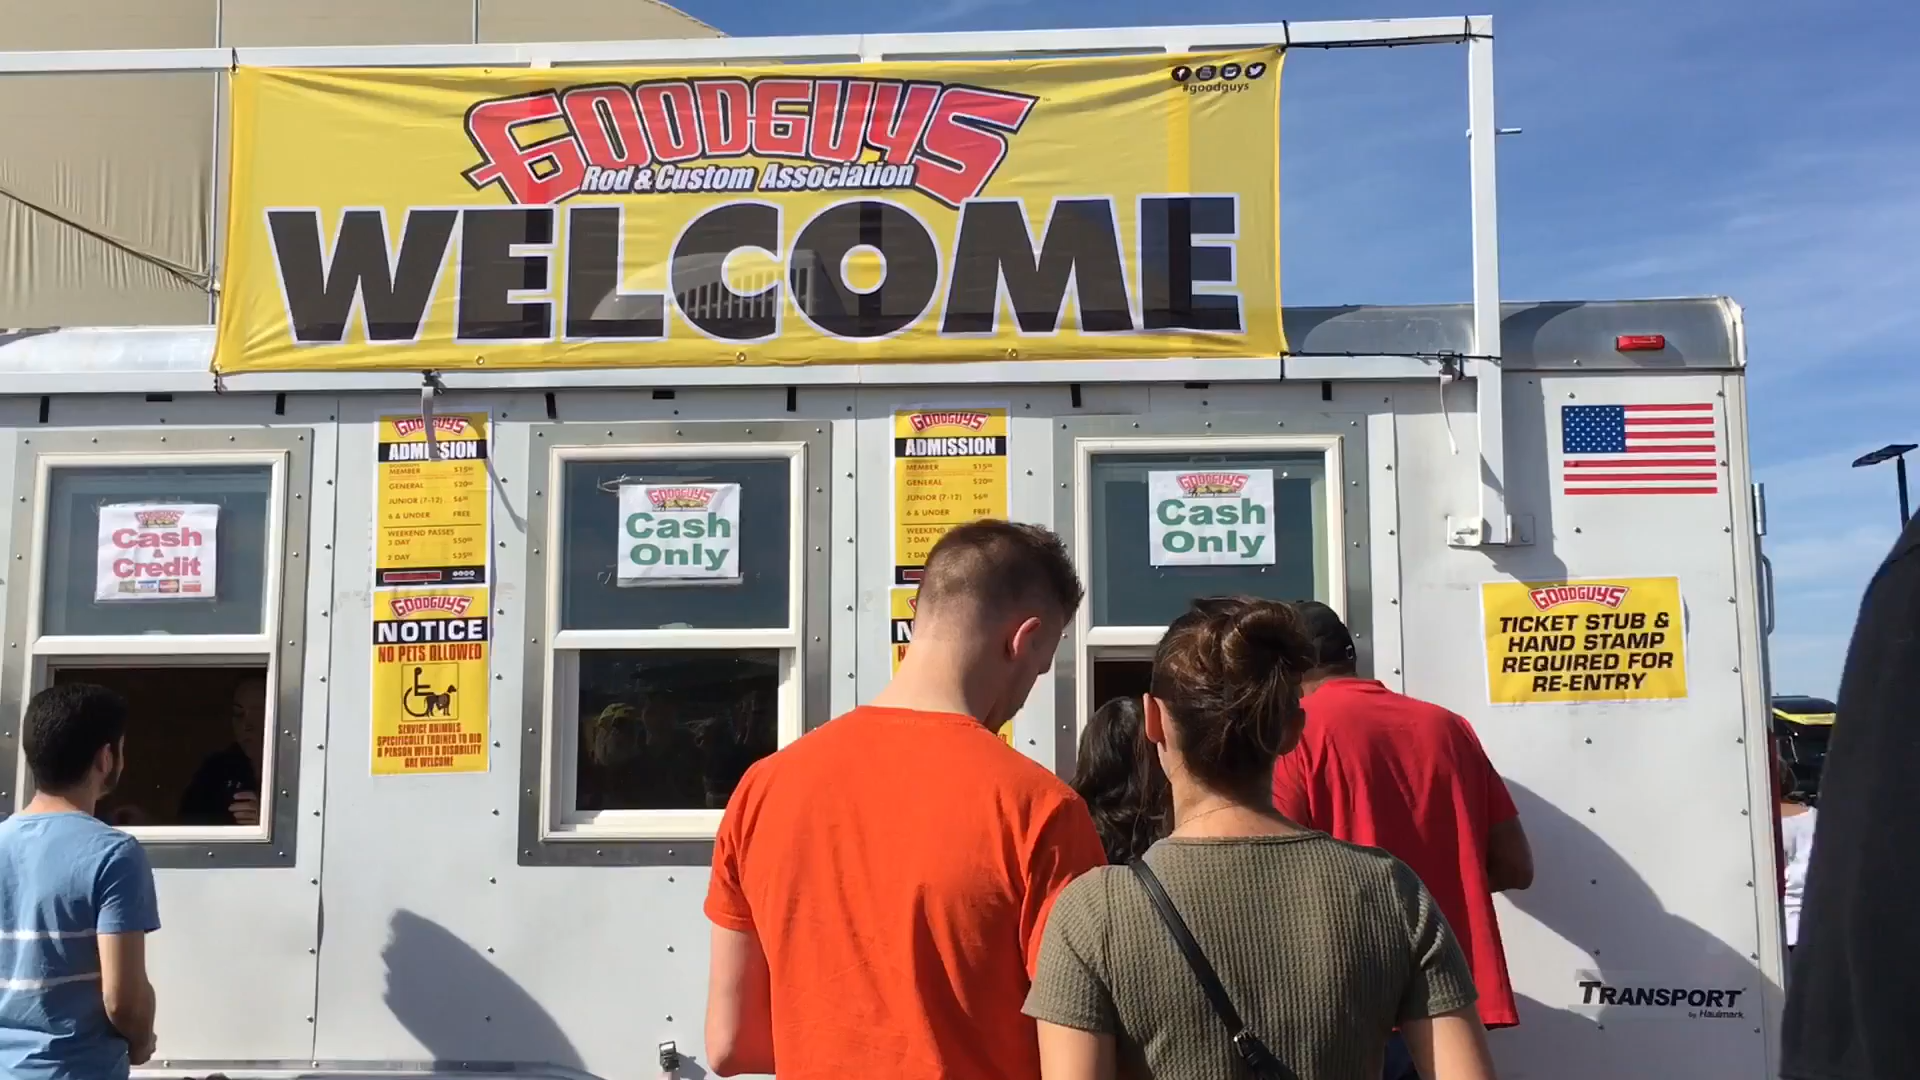 GOODGUYS
Rod & Custom Association
WELCOME
#goodguys
GOODGUYS
Cash
&
Credit
VISA
GOODGUYS
ADMISSION
MEMBER $15
GENERAL $20
JUNIOR (7-12) $6
6 & UNDER FREE
WEEKEND PASSES
3 DAY $50
2 DAY $35
GOODGUYS
NOTICE
NO PETS ALLOWED
SERVICE ANIMALS
SPECIFICALLY TRAINED TO AID
A PERSON WITH A DISABILITY
ARE WELCOME
GOODGUYS
Cash
Only
GOODGUYS
ADMISSION
MEMBER $15
GENERAL $20
JUNIOR (7-12) $6
6 & UNDER FREE
WEEKEND
3 DAY
2 DAY
GOODGUYS
Cash
Only
GOODGUYS
TICKET STUB &
HAND STAMP
REQUIRED FOR
RE-ENTRY
TRANSPORT
by Haulmark